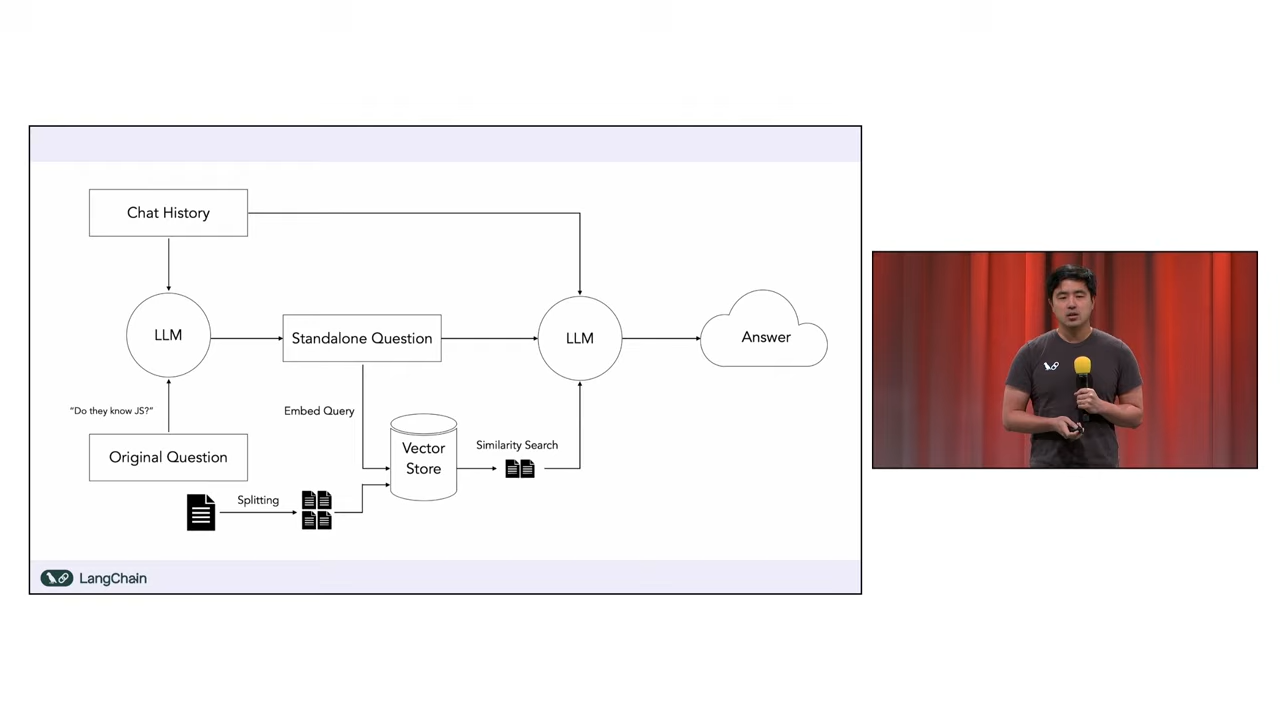 Chat History
LLM
Standalone Question
LLM
Answer
"Do they know JS?"
Embed Query
Original Question
Vector
Store
Similarity Search
Splitting
LangChain